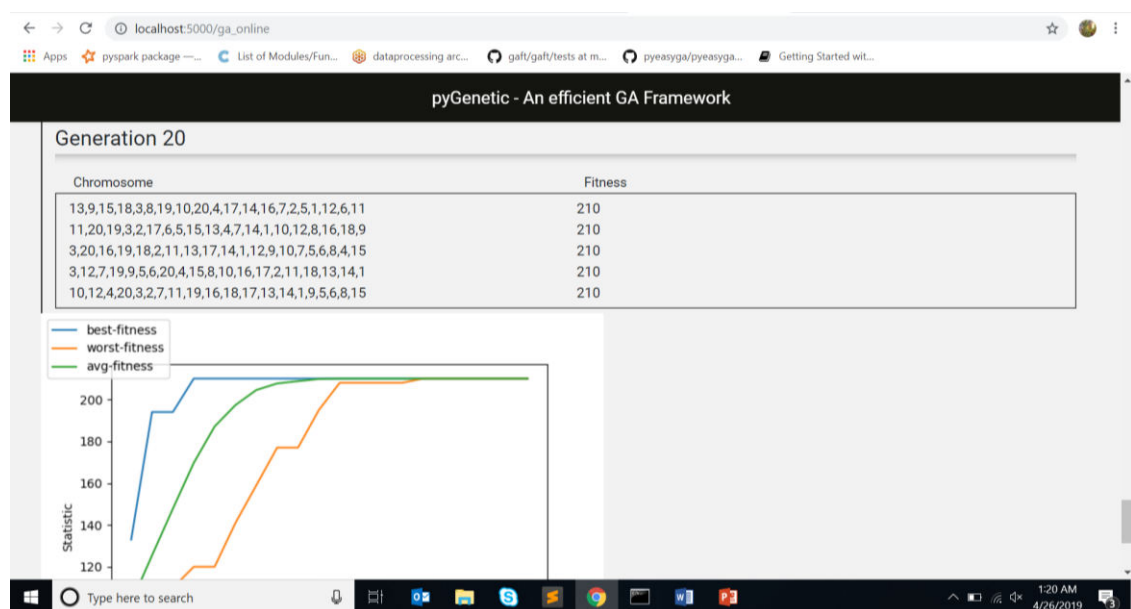 localhost:5000/ga_online
Apps pyspark package —... List of Modules/Fun... dataprocessing arc... gaft/gaft/tests at m... pyeasyga/pyeasyga... Getting Started wit...
pyGenetic - An efficient GA Framework
Generation 20
Chromosome Fitness
13,9,15,18,3,8,19,10,20,4,17,14,16,7,2,5,1,12,6,11 210
11,20,19,3,2,17,6,5,15,13,4,7,14,1,10,12,8,16,18,9 210
3,20,16,19,18,2,11,13,17,14,1,12,9,10,7,5,6,8,4,15 210
3,12,7,19,9,5,6,20,4,15,8,10,16,17,2,11,18,13,14,1 210
10,12,4,20,3,2,7,11,19,16,18,17,13,14,1,9,5,6,8,15 210
best-fitness
worst-fitness
avg-fitness
200
180
160
140
120
Statistic
Type here to search
1:20 AM
4/26/2019
3